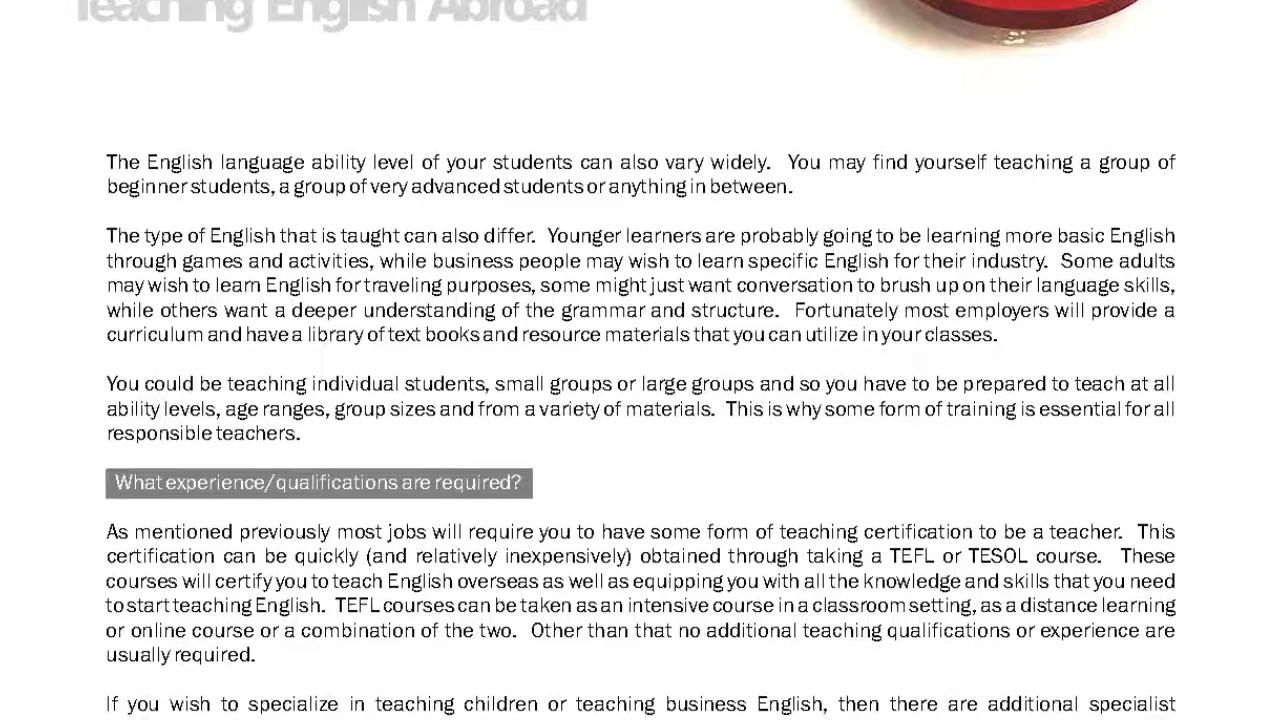 Teaching English Abroad
The English language ability level of your students can also vary widely. You may find yourself teaching a group of
beginner students, a group of very advanced students or anything in between.
The type of English that is taught can also differ. Younger learners are probably going to be learning more basic English
through games and activities, while business people may wish to learn specific English for their industry. Some adults
may wish to learn English for traveling purposes, some might just want conversation to brush up on their language skills,
while others want a deeper understanding of the grammar and structure. Fortunately most employers will provide a
curriculum and have a library of text books and resource materials that you can utilize in your classes.
You could be teaching individual students, small groups or large groups and so you have to be prepared to teach at all
ability levels, age ranges, group sizes and from a variety of materials. This is why some form of training is essential for all
responsible teachers.
What experience/qualifications are required?
As mentioned previously most jobs will require you to have some form of teaching certification to be a teacher. This
certification can be quickly (and relatively inexpensively) obtained through taking a TEFL or TESOL course. These
courses will certify you to teach English overseas as well as equipping you with all the knowledge and skills that you need
to start teaching English. TEFL courses can be taken as an intensive course in a classroom setting, as a distance learning
or online course or a combination of the two. Other than that no additional teaching qualifications or experience are
usually required.
If you wish to specialize in teaching children or teaching business English, then there are additional specialist